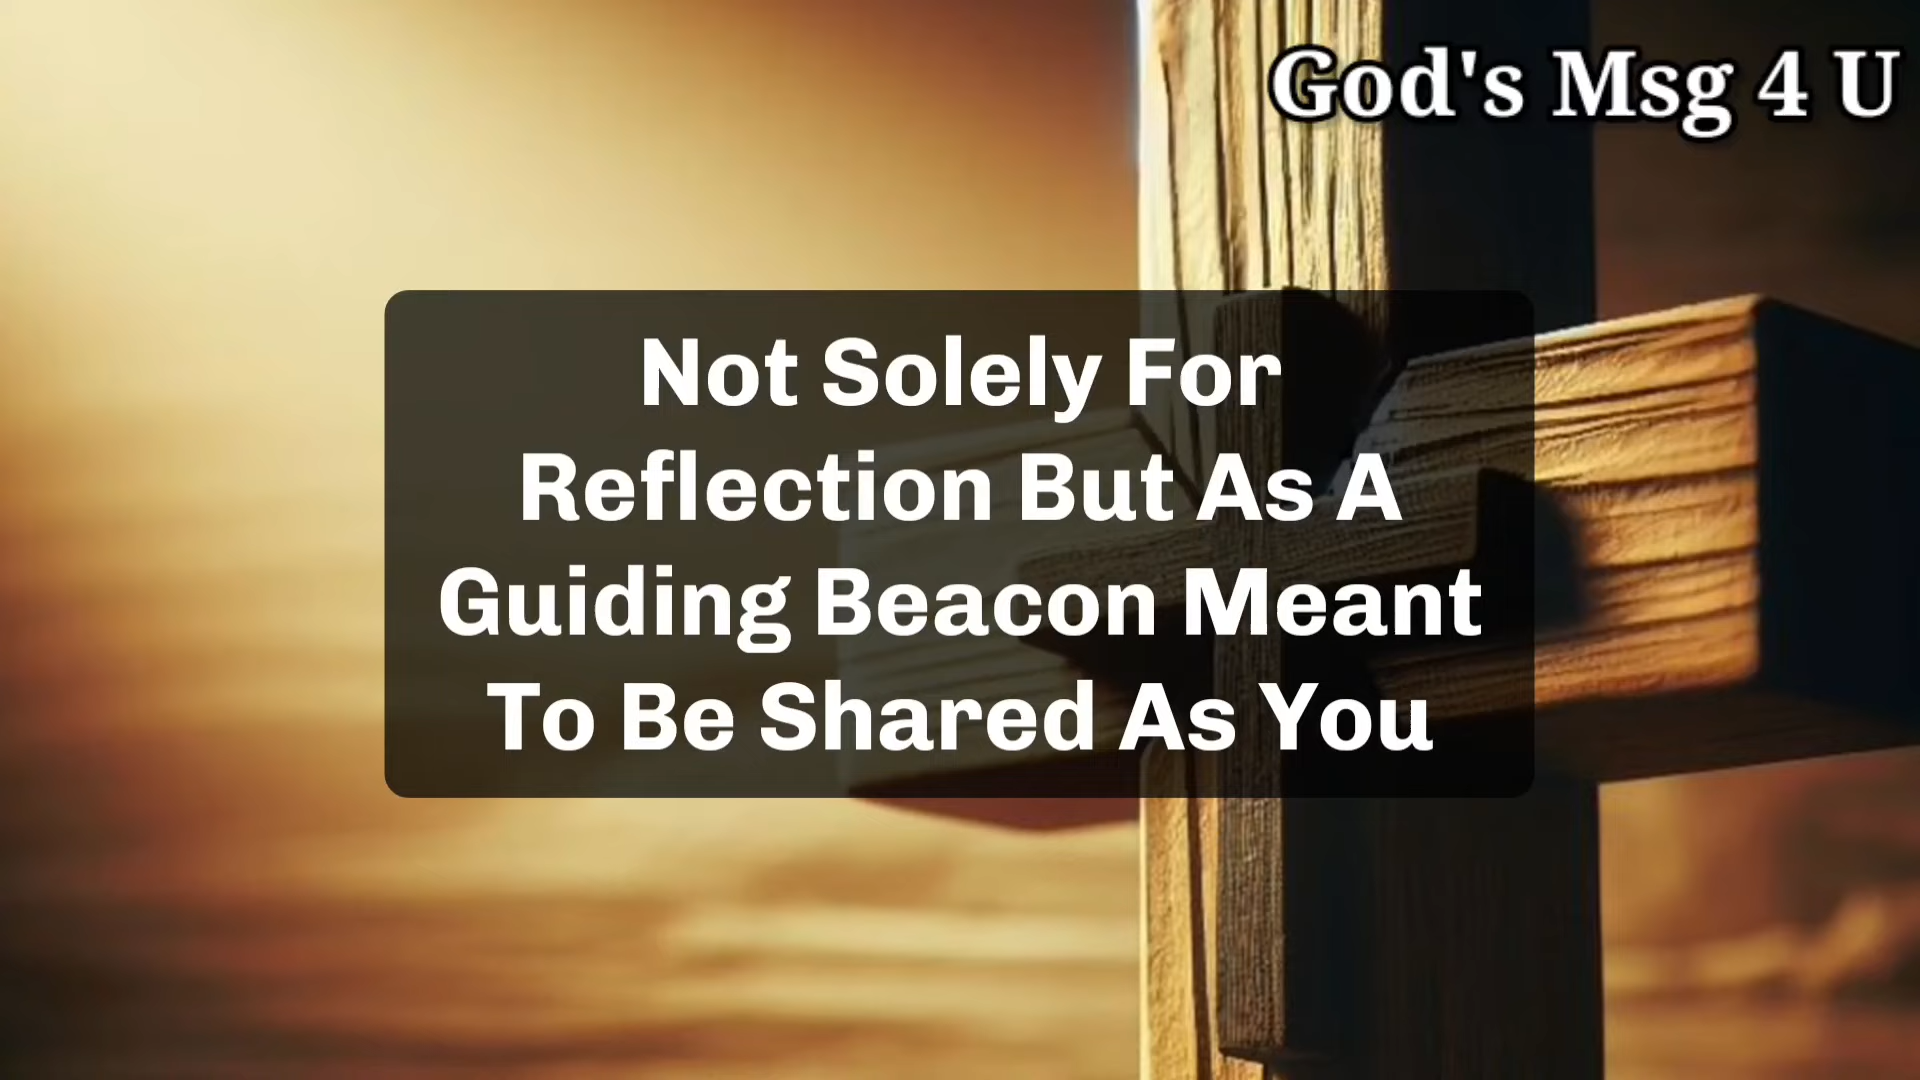 God's Msg 4 U
Not Solely For
Reflection But As A
Guiding Beacon Meant
To Be Shared As You